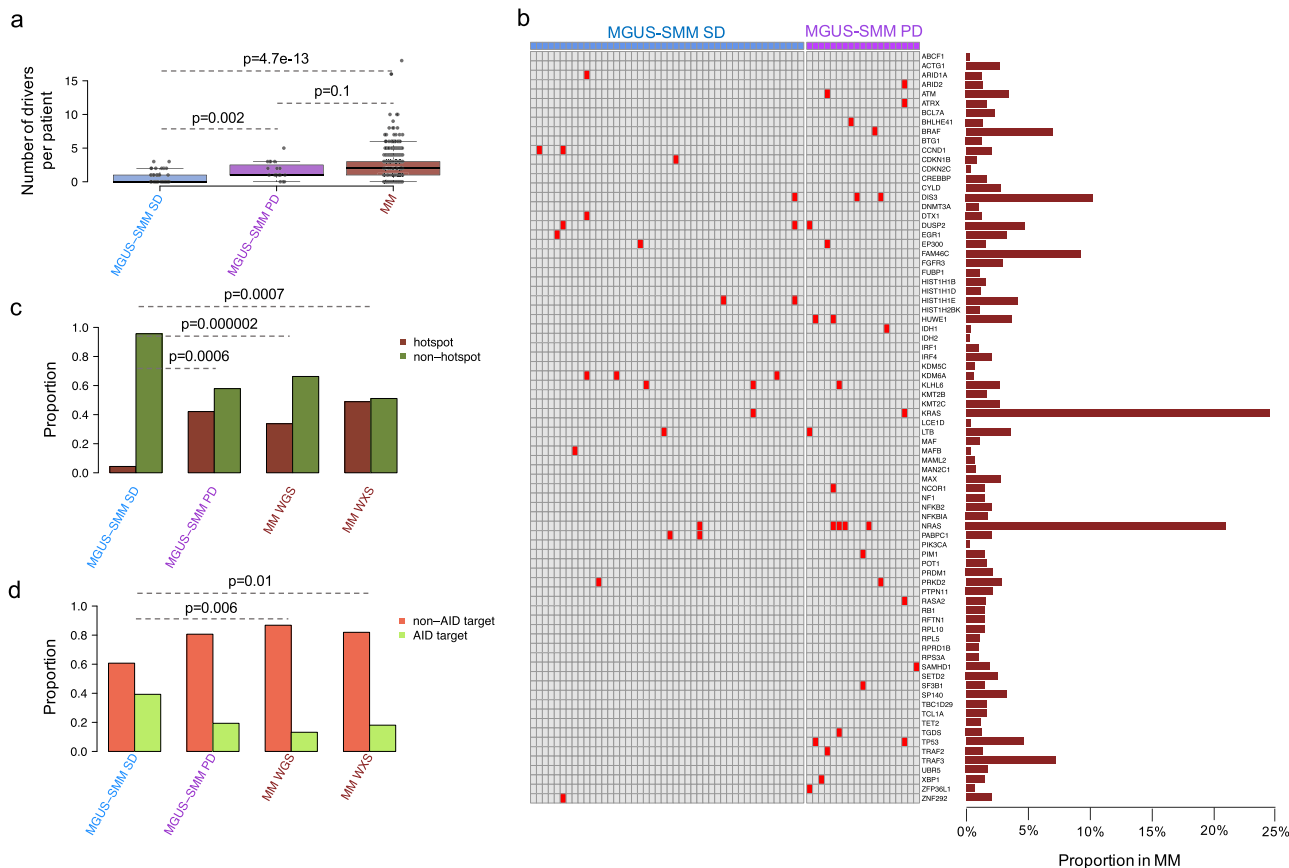 a
p=4.7e-13
p=0.1
p=0.002
Number of drivers
per patient
15
10
5
0
MGUS–SMM SD
MGUS–SMM PD
MM
b
MGUS-SMM SD
MGUS-SMM PD
ABCF1
ACTG1
ARID1A
ARID2
ATM
ATRX
BCL7A
BHLHE41
BRAF
BTG1
CCND1
CDKN1B
CDKN2C
CREBBP
CYLD
DIS3
DNMT3A
DTX1
DUSP2
EGR1
EP300
FAM46C
FGFR3
FUBP1
HIST1H1B
HIST1H1D
HIST1H1E
HIST1H2BK
HUWE1
IDH1
IDH2
IRF1
IRF4
KDM5C
KDM6A
KLHL6
KMT2B
KMT2C
KRAS
LCE1D
LTB
MAF
MAFB
MAML2
MAN2C1
MAX
NCOR1
NF1
NFKB2
NFKBIA
NRAS
PABPC1
PIK3CA
PIM1
POT1
PRDM1
PRKD2
PTPN11
RASA2
RB1
RFTN1
RPL10
RPL5
RPRD1B
RPS3A
SAMHD1
SETD2
SF3B1
SP140
TBC1D29
TCL1A
TET2
TGDS
TP53
TRAF2
TRAF3
UBR5
XBP1
ZFP36L1
ZNF292
0%
5%
10%
15%
20%
25%
Proportion in MM
c
p=0.0007
p=0.000002
p=0.0006
hotspot
non–hotspot
Proportion
1.0
0.8
0.6
0.4
0.2
0.0
MGUS–SMM SD
MGUS–SMM PD
MM WGS
MM WXS
d
p=0.01
p=0.006
non–AID target
AID target
Proportion
1.0
0.8
0.6
0.4
0.2
0.0
MGUS–SMM SD
MGUS–SMM PD
MM WGS
MM WXS